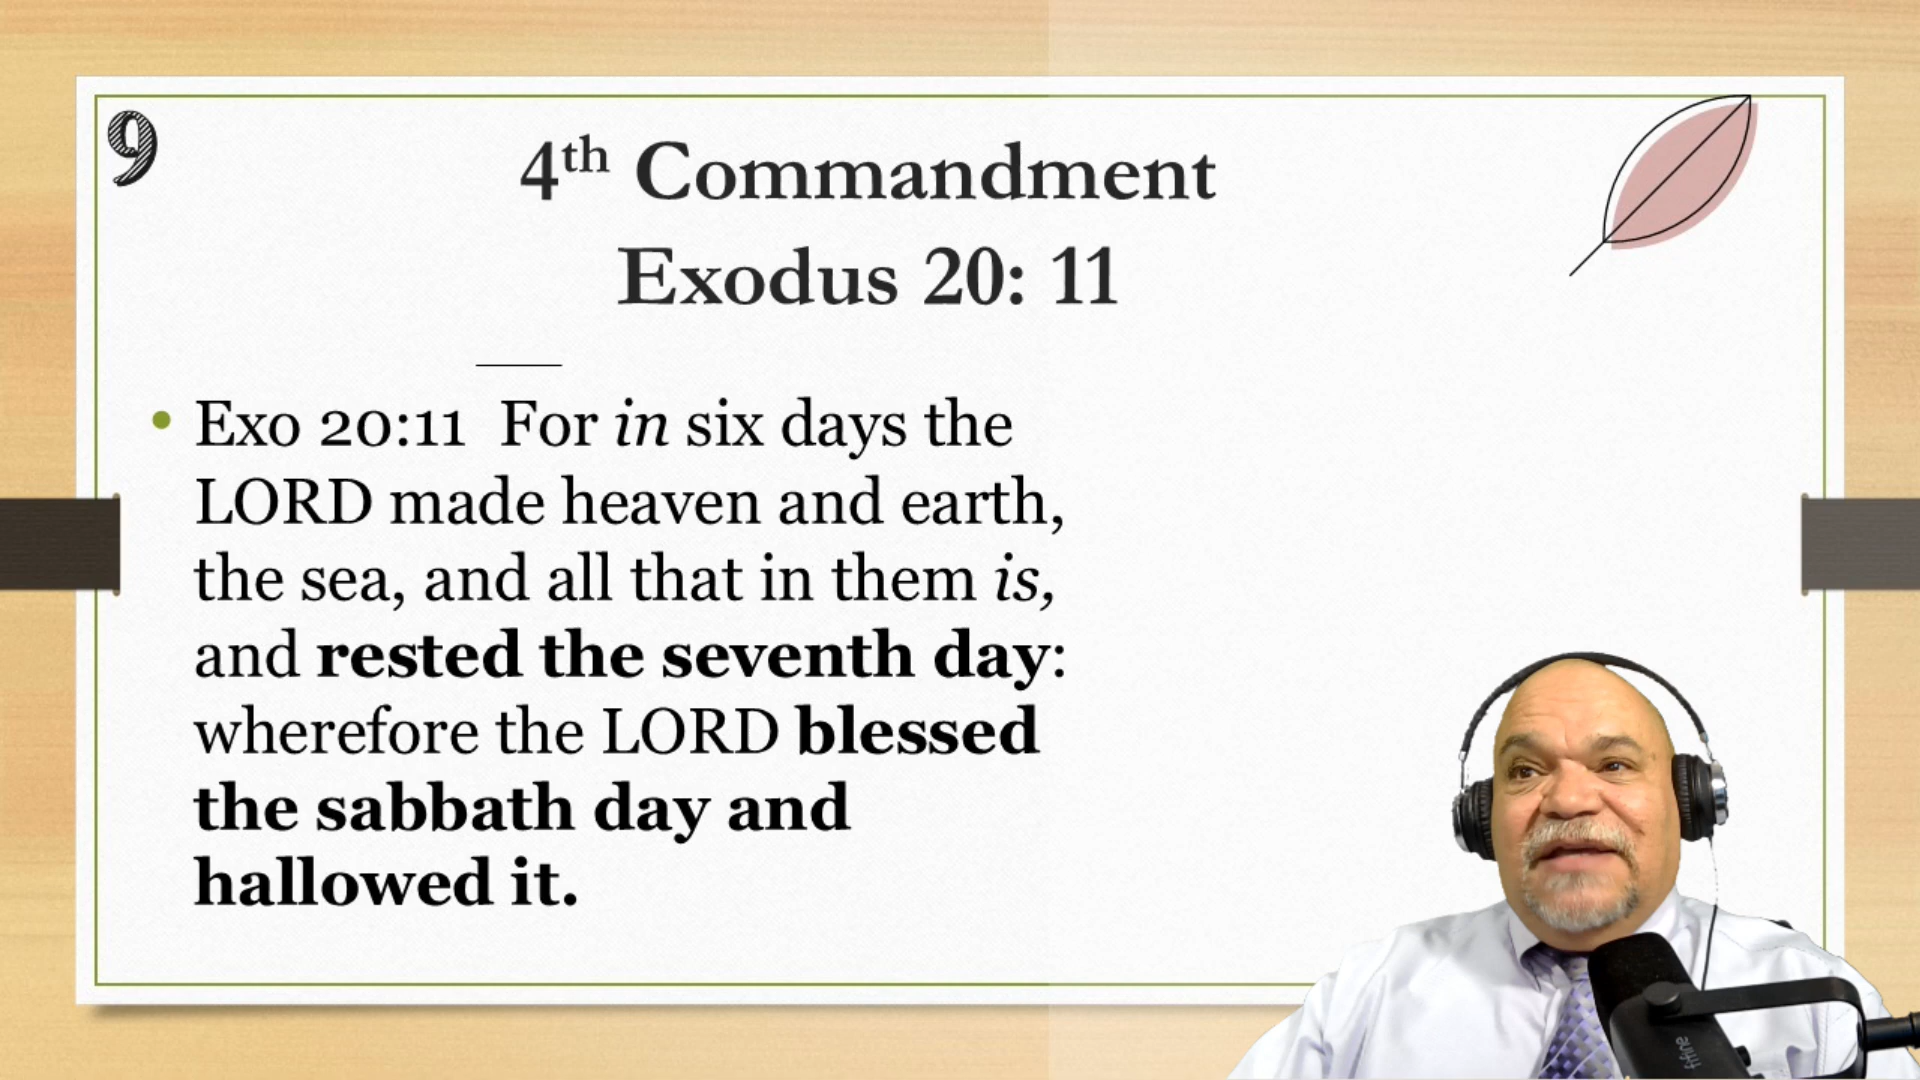 9
4th Commandment
Exodus 20: 11
Exo 20:11 For in six days the
LORD made heaven and earth,
the sea, and all that in them is,
and rested the seventh day:
wherefore the LORD blessed
the sabbath day and
hallowed it.
fifine